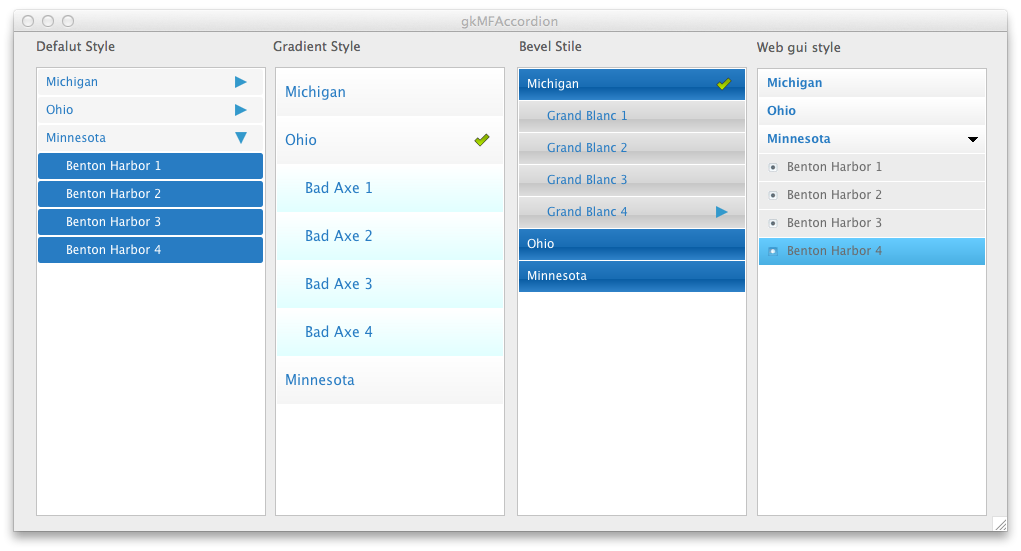 gkMFAccordion
Defalut Style
Michigan
Ohio
Minnesota
Benton Harbor 1
Benton Harbor 2
Benton Harbor 3
Benton Harbor 4
Gradient Style
Michigan
Ohio
Bad Axe 1
Bad Axe 2
Bad Axe 3
Bad Axe 4
Minnesota
Bevel Stile
Michigan
Grand Blanc 1
Grand Blanc 2
Grand Blanc 3
Grand Blanc 4
Ohio
Minnesota
Web gui style
Michigan
Ohio
Minnesota
Benton Harbor 1
Benton Harbor 2
Benton Harbor 3
Benton Harbor 4